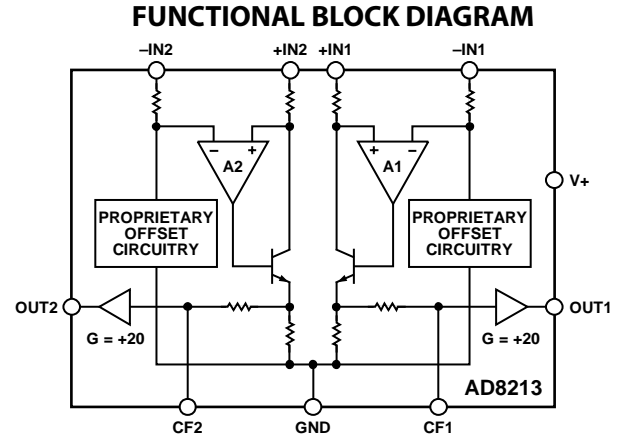 FUNCTIONAL BLOCK DIAGRAM
–IN2 +IN2 +IN1 –IN1
– + + –
A2 A1
V+
PROPRIETARY OFFSET CIRCUITRY
PROPRIETARY OFFSET CIRCUITRY
OUT2 OUT1
G = +20 G = +20
AD8213
CF2 GND CF1